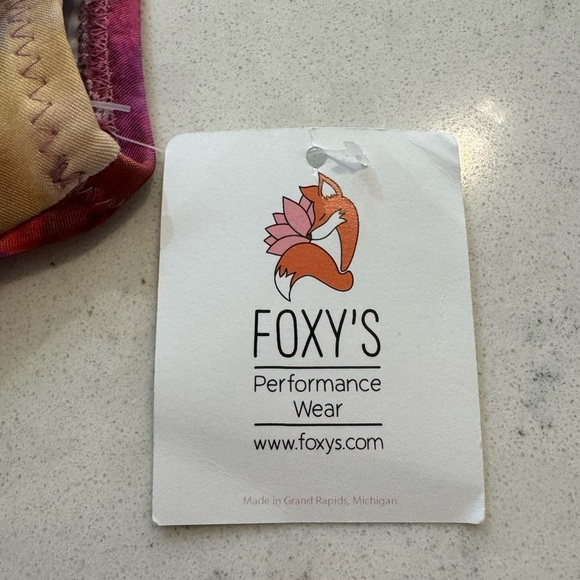 FOXY'S
Performance
Wear
www.foxys.com
Made in Grand Rapids, Michigan